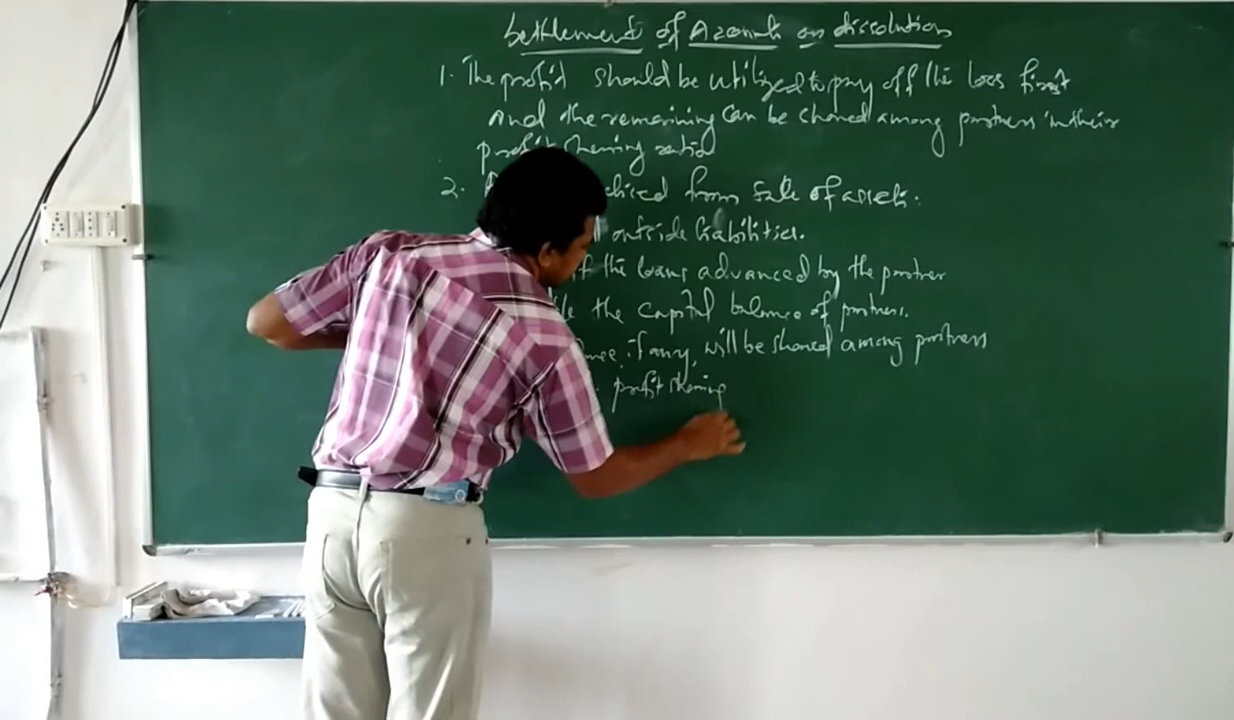 Settlement of Accounts on dissolution
1. The profit should be utilized to pay off the loss first
and the remaining can be shared among partners in their
profit sharing ratio
2. from sale of assets.
outside liabilities.
the loans advanced by the partner
the capital balance of partners.
if any, will be shared among partners
profit sharing